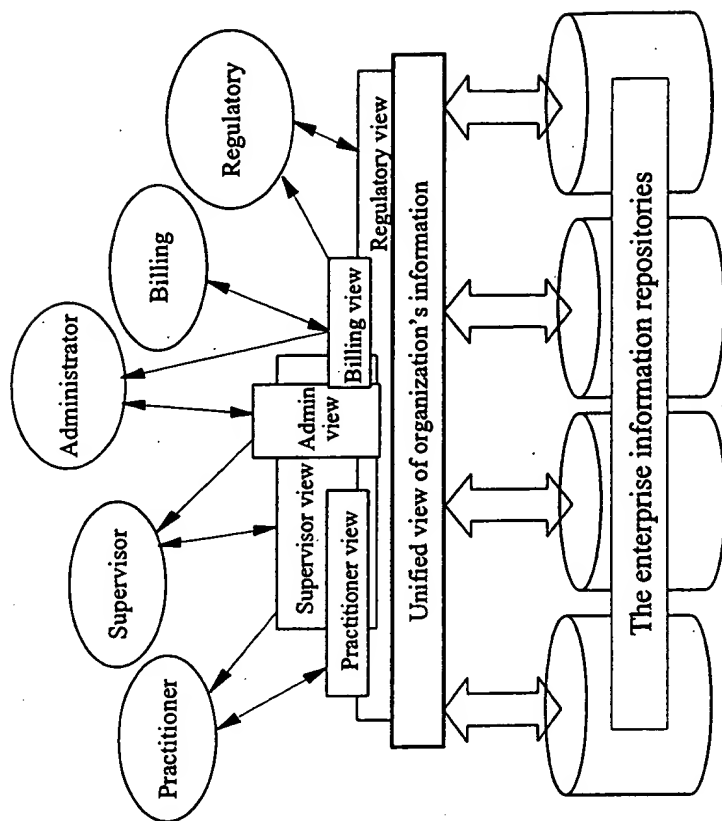 Practitioner
Supervisor
Administrator
Billing
Regulatory
Supervisor view
Admin
view
Practitioner view
Billing view
Regulatory view
Unified view of organization's information
The enterprise information repositories